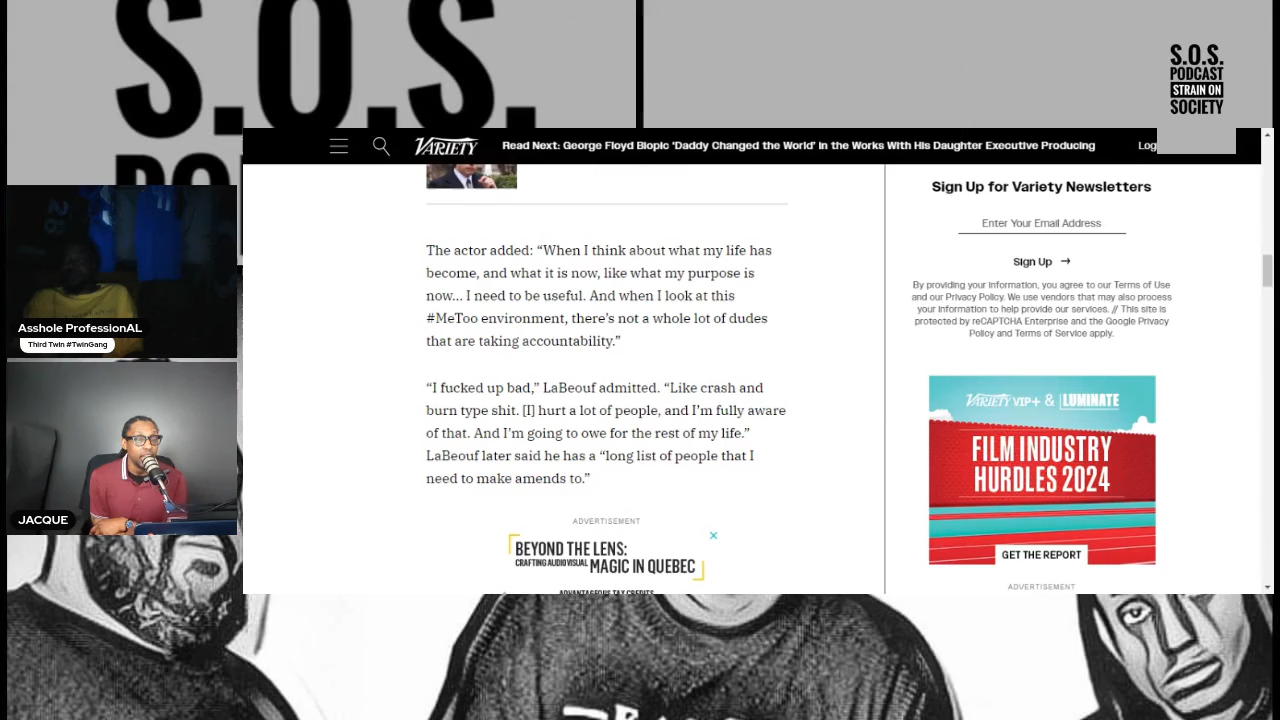 S.O.S.
PO
S.O.S.
PODCAST
STRAIN ON
SOCIETY
VARIETY
Read Next: George Floyd Biopic ‘Daddy Changed the World’ in the Works With His Daughter Executive Producing
Log
The actor added: “When I think about what my life has
become, and what it is now, like what my purpose is
now… I need to be useful. And when I look at this
#MeToo environment, there’s not a whole lot of dudes
that are taking accountability.”
“I fucked up bad,” LaBeouf admitted. “Like crash and
burn type shit. [I] hurt a lot of people, and I’m fully aware
of that. And I’m going to owe for the rest of my life.”
LaBeouf later said he has a “long list of people that I
need to make amends to.”
ADVERTISEMENT
BEYOND THE LENS:
CRAFTING AUDIOVISUAL MAGIC IN QUEBEC
ADVANTAGEOUS TAX CREDITS
Sign Up for Variety Newsletters
Enter Your Email Address
Sign Up →
By providing your information, you agree to our Terms of Use
and our Privacy Policy. We use vendors that may also process
your information to help provide our services. // This site is
protected by reCAPTCHA Enterprise and the Google Privacy
Policy and Terms of Service apply.
VARIETY VIP+ & LUMINATE
FILM INDUSTRY
HURDLES 2024
GET THE REPORT
ADVERTISEMENT
Asshole ProfessionAL
Third Twin #TwinGang
JACQUE